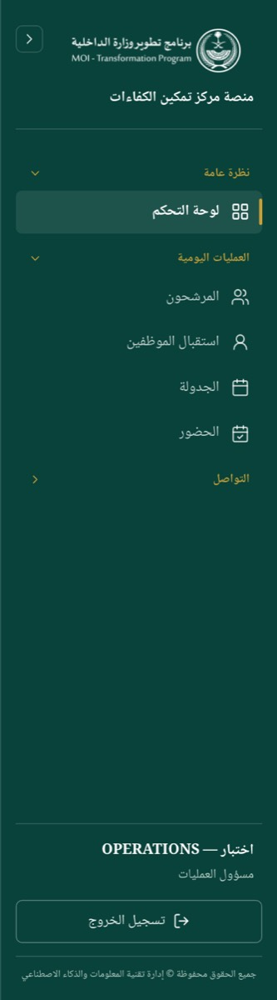 برنامج تطوير وزارة الداخلية
MOI - Transformation Program
منصة مركز تمكين الكفاءات
نظرة عامة
لوحة التحكم
العمليات اليومية
المرشحون
استقبال الموظفين
الجدولة
الحضور
التواصل
اختبار — OPERATIONS
مسؤول العمليات
تسجيل الخروج
جميع الحقوق محفوظة © إدارة تقنية المعلومات والذكاء الاصطناعي